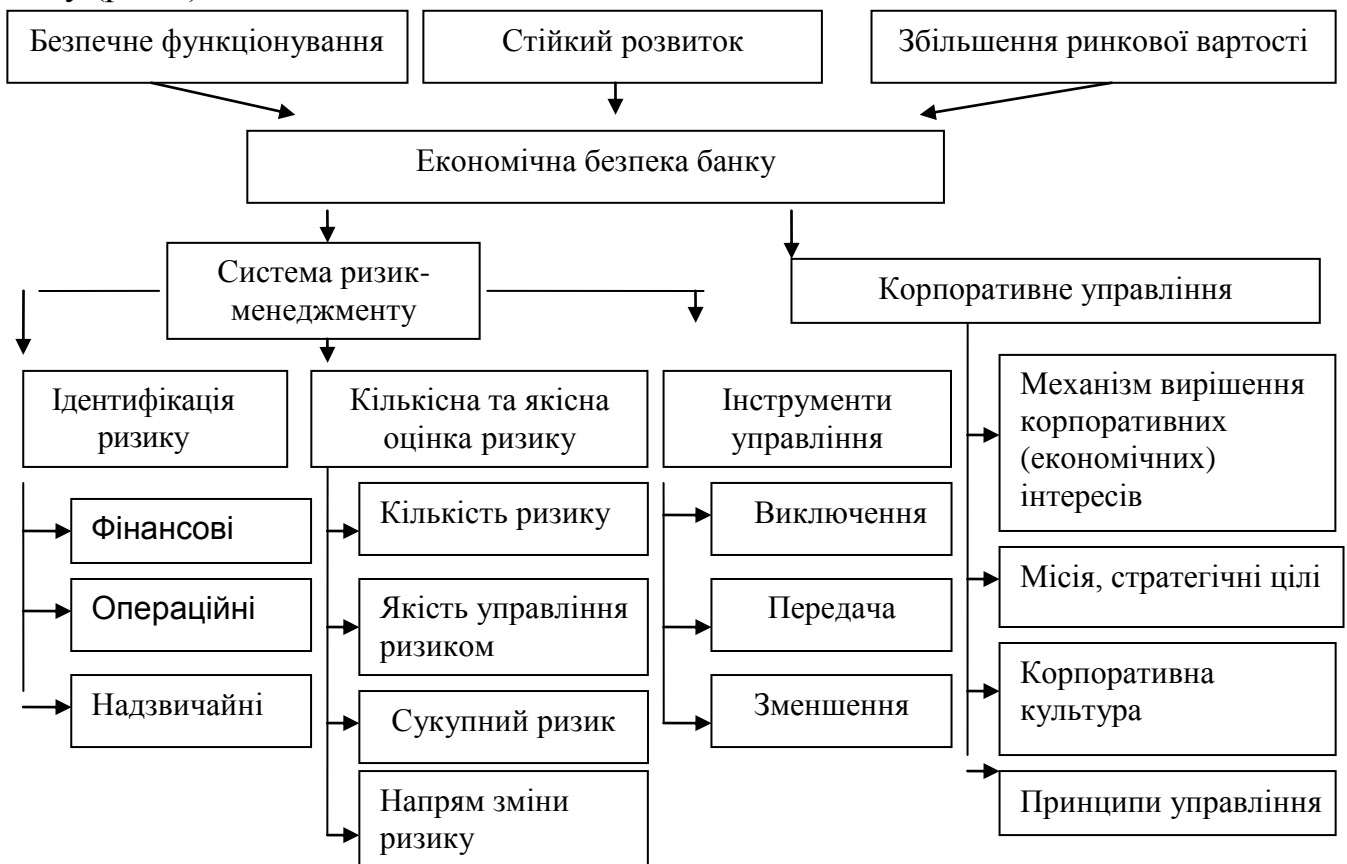 Безпечне функціонування
Стійкий розвиток
Збільшення ринкової вартості
Економічна безпека банку
Система ризик-
менеджменту
Корпоративне управління
Ідентифікація
ризику
Кількісна та якісна
оцінка ризику
Інструменти
управління
Фінансові
Операційні
Надзвичайні
Кількість ризику
Якість управління
ризиком
Сукупний ризик
Напрям зміни
ризику
Виключення
Передача
Зменшення
Механізм вирішення
корпоративних
(економічних)
інтересів
Місія, стратегічні цілі
Корпоративна
культура
Принципи управління